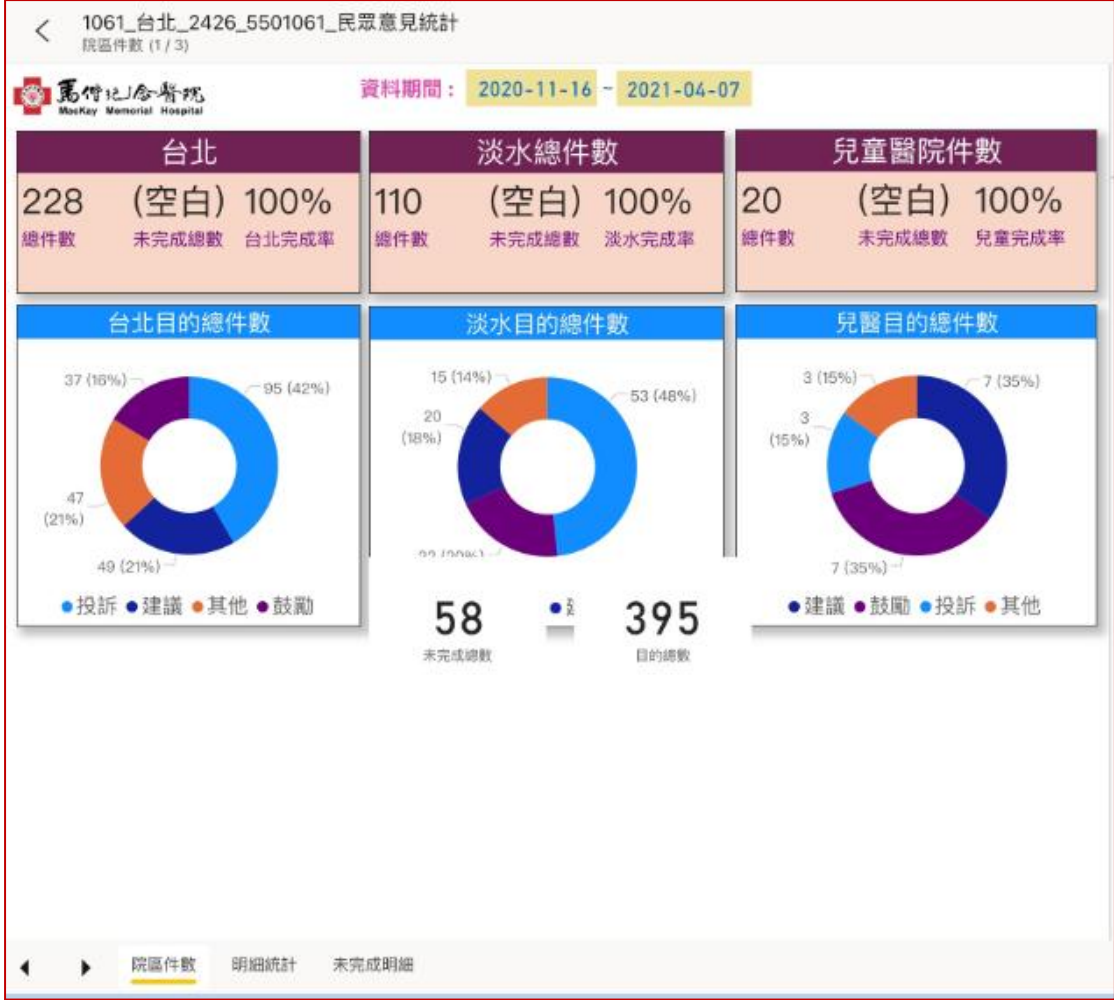 1061_台北_2426_5501061_民眾意見統計
院區件數 (1 / 3)
馬偕紀念醫院
MacKay Memorial Hospital
資料期間： 2020-11-16 ~ 2021-04-07
台北
228 (空白) 100%
總件數 未完成總數 台北完成率
淡水總件數
110 (空白) 100%
總件數 未完成總數 淡水完成率
兒童醫院件數
20 (空白) 100%
總件數 未完成總數 兒童完成率
台北目的總件數
37 (16%)
95 (42%)
47
(21%)
49 (21%)
投訴 建議 其他 鼓勵
淡水目的總件數
15 (14%)
53 (48%)
20
(18%)
兒醫目的總件數
3 (15%)
7 (35%)
3
(15%)
7 (35%)
建議 鼓勵 投訴 其他
58
未完成總數
395
目的總數
院區件數 明細統計 未完成明細